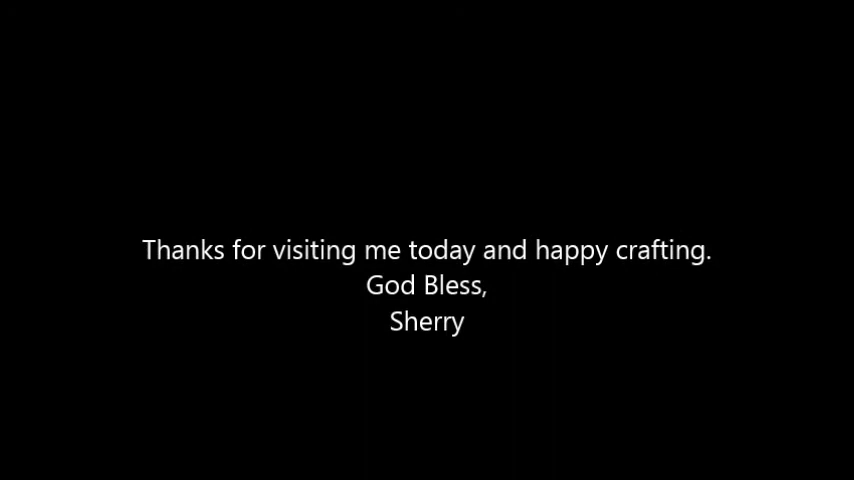 Thanks for visiting me today and happy crafting.
God Bless,
Sherry